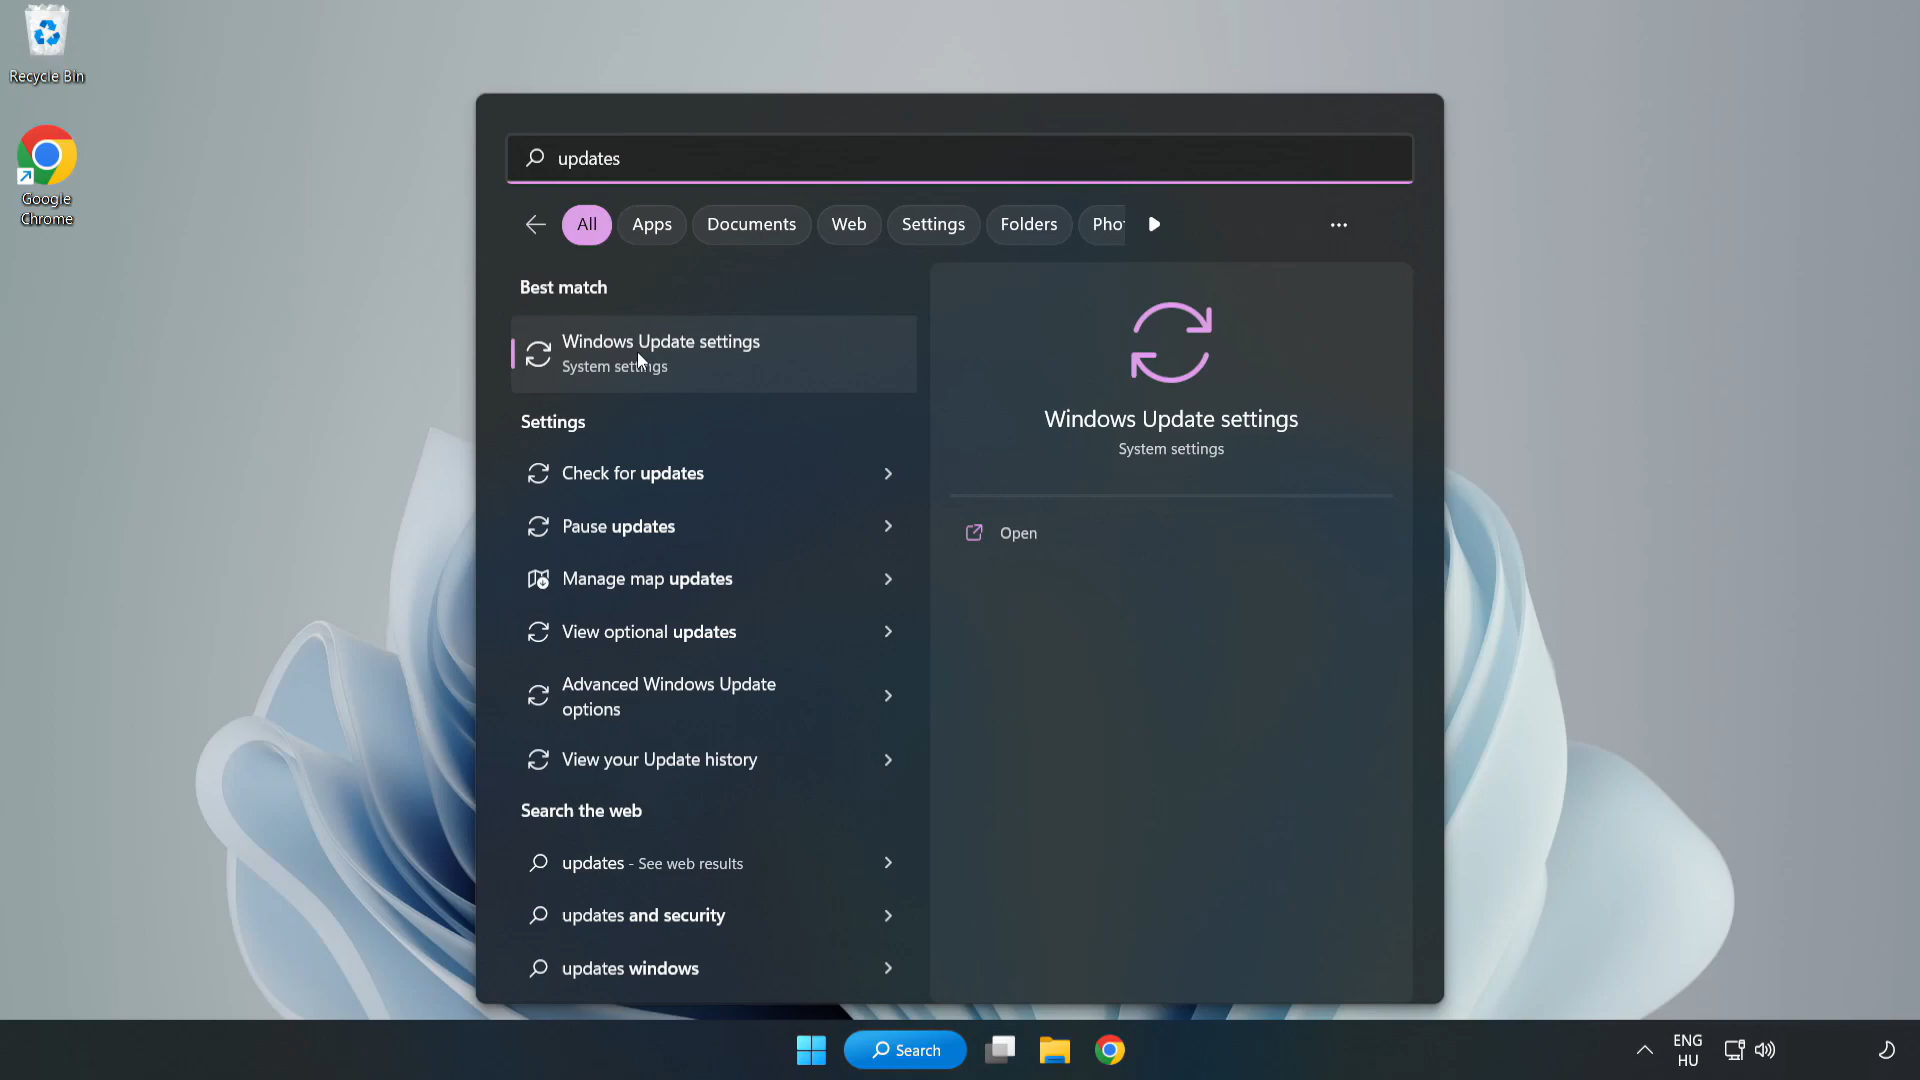 Recycle Bin
Google
Chrome
updates
All
Apps
Documents
Web
Settings
Folders
Pho
Best match
Windows Update settings
System settings
Settings
Check for updates
Pause updates
Manage map updates
View optional updates
Advanced Windows Update
options
View your Update history
Search the web
updates - See web results
updates and security
updates windows
Windows Update settings
System settings
Open
Search
ENG
HU